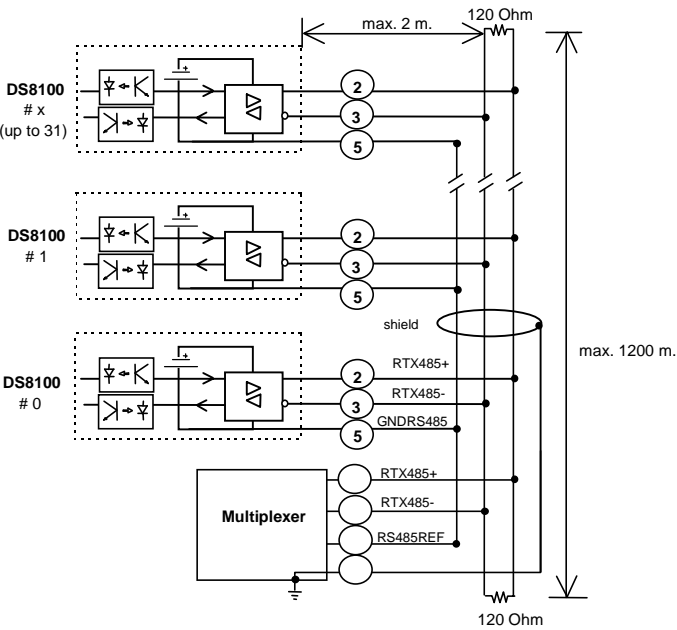 120 Ohm
max. 2 m.
DS8100
# x
(up to 31)
+
2
3
5
DS8100
# 1
+
2
3
5
shield
max. 1200 m.
DS8100
# 0
+
2
RTX485+
3
RTX485-
5
GNDRS485
Multiplexer
RTX485+
RTX485-
RS485REF
120 Ohm